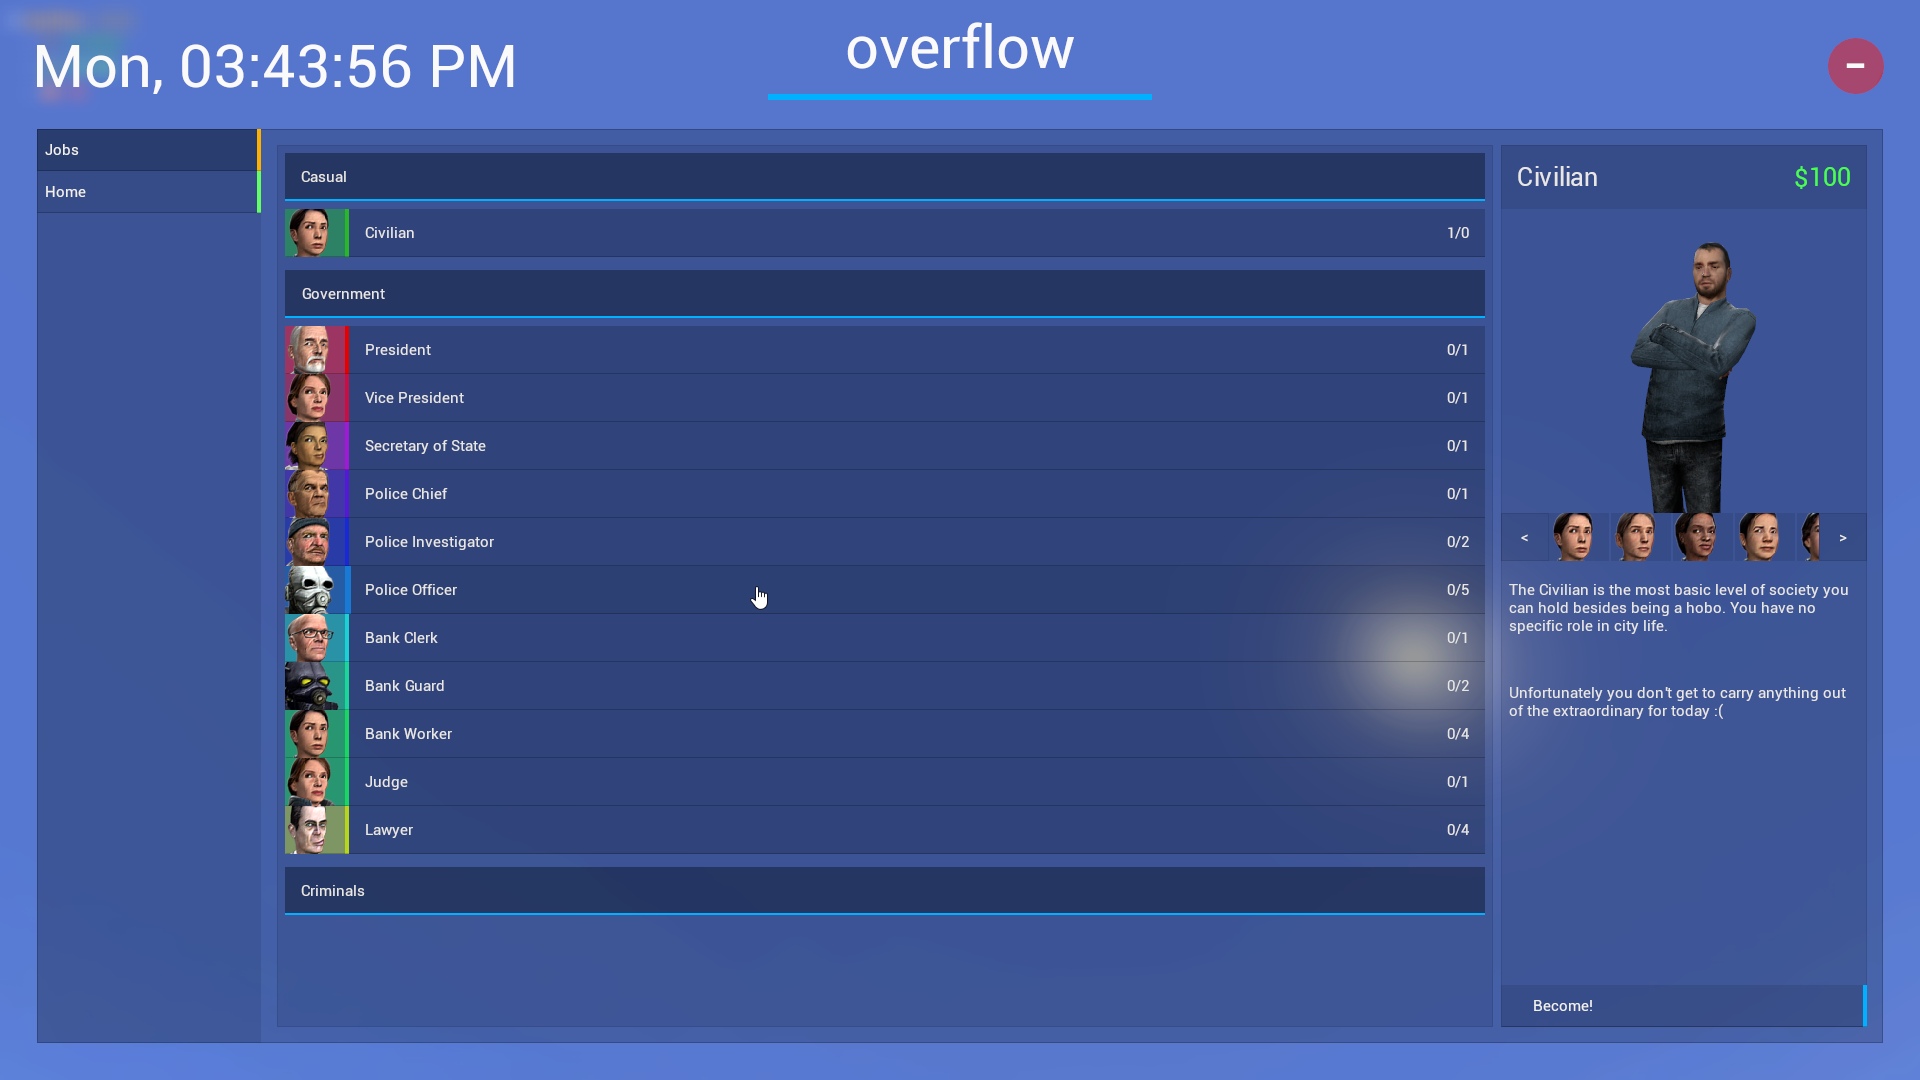 Mon, 03:43:56 PM
overflow
-
Jobs
Home
Casual
Civilian 1/0
Government
President 0/1
Vice President 0/1
Secretary of State 0/1
Police Chief 0/1
Police Investigator 0/2
Police Officer 0/5
Bank Clerk 0/1
Bank Guard 0/2
Bank Worker 0/4
Judge 0/1
Lawyer 0/4
Criminals
Civilian $100
< >
The Civilian is the most basic level of society you
can hold besides being a hobo. You have no
specific role in city life.
Unfortunately you don't get to carry anything out
of the extraordinary for today :(
Become!